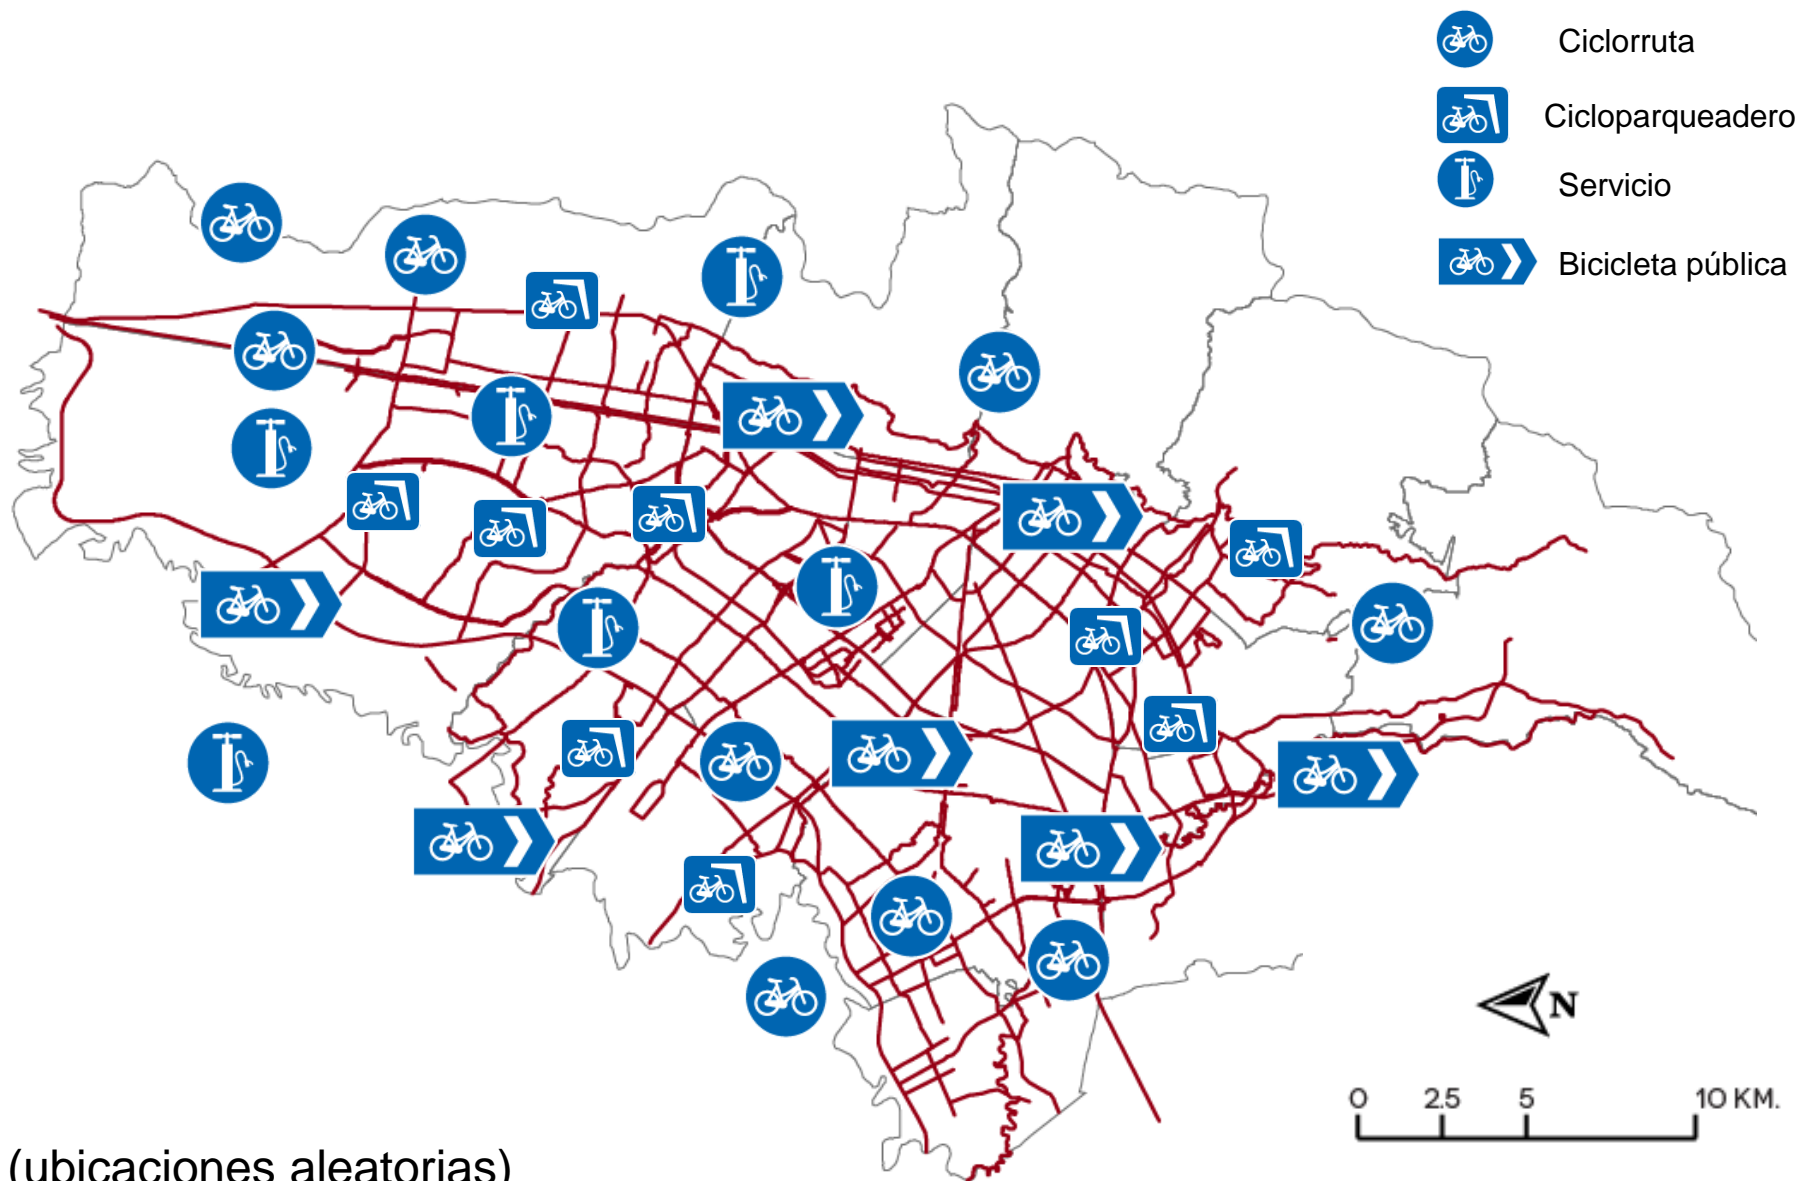 Ciclorruta
Cicloparqueadero
Servicio
Bicicleta pública
N
0 2.5 5 10 KM.
(ubicaciones aleatorias)